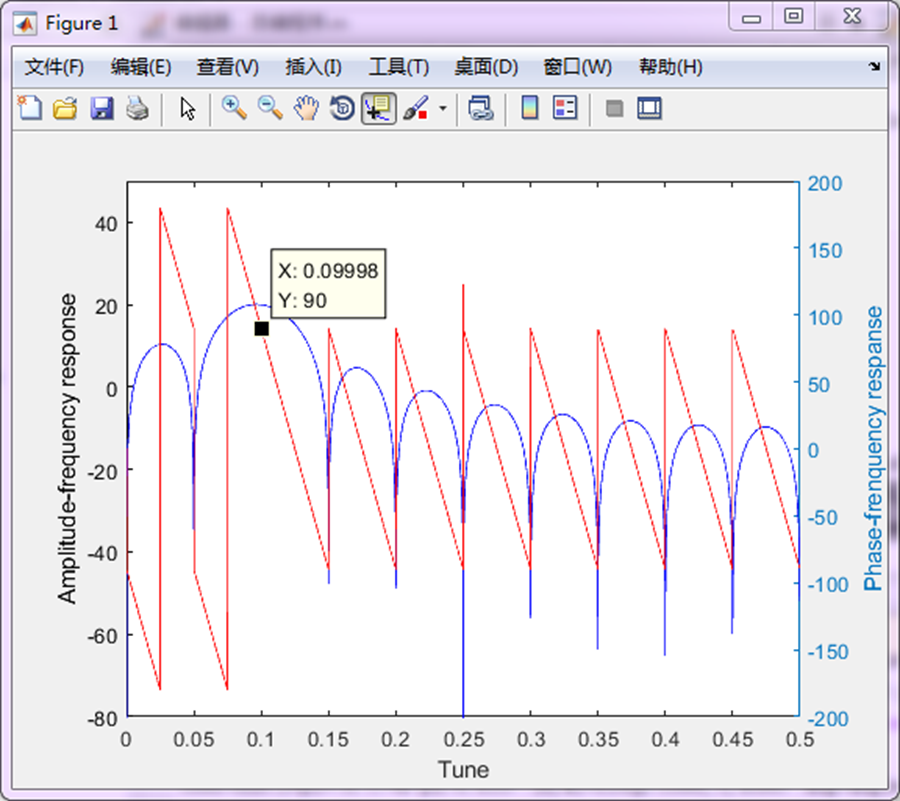 Figure 1
文件(F) 编辑(E) 查看(V) 插入(I) 工具(T) 桌面(D) 窗口(W) 帮助(H)
200
40
150
X: 0.09998
Y: 90
20
100
50
0
0
-20
-50
-40
-100
-60
-150
-80
-200
Amplitude-frequency response
Phase-frenquency respanse
0 0.05 0.1 0.15 0.2 0.25 0.3 0.35 0.4 0.45 0.5
Tune